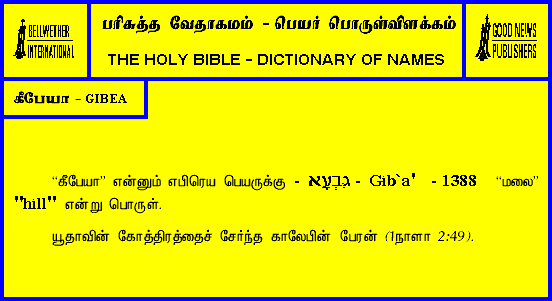 BELLWETHER
INTERNATIONAL
பரிசுத்த வேதாகமம் - பெயர் பொருள்விளக்கம்
THE HOLY BIBLE - DICTIONARY OF NAMES
GOOD NEWS
PUBLISHERS
கீபேயா - GIBEA
“கீபேயா” என்னும் எபிரெய பெயருக்கு - גִּבְעָא - Gib`a' - 1388 “மலை”
"hill" என்று பொருள்.
யூதாவின் கோத்திரத்தைச் சேர்ந்த காலேபின் பேரன் (1நாளா 2:49).